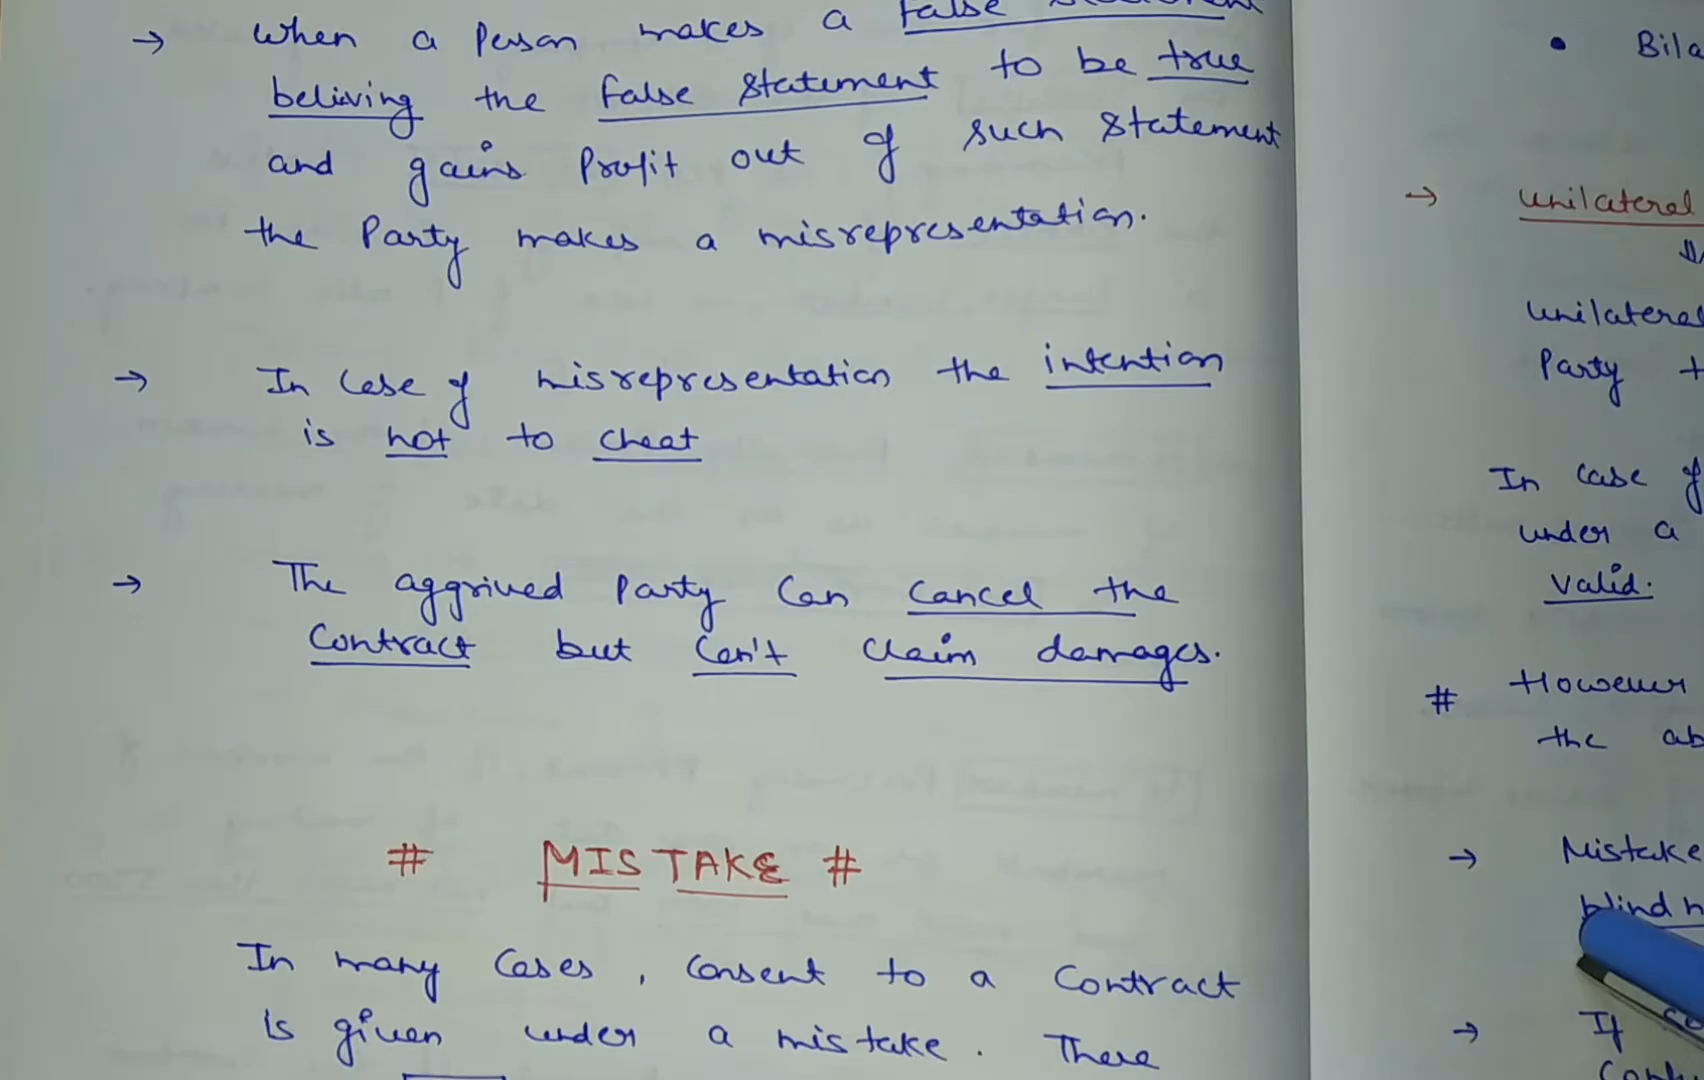 → When a Person makes a false
beliving the false statement to be true
and gains Profit out of such statement
the Party makes a misrepresentation.
→ In case of misrepresentation the intention
is not to cheat
→ The aggrived Party can cancel the
contract but can't claim damages.
# MISTAKE #
In many cases, consent to a contract
is given under a mistake. There
• Bila
→ unilateral
unilateral
Party
In case of
under a
valid.
# However
the ab
→ Mistake
blind
→ If